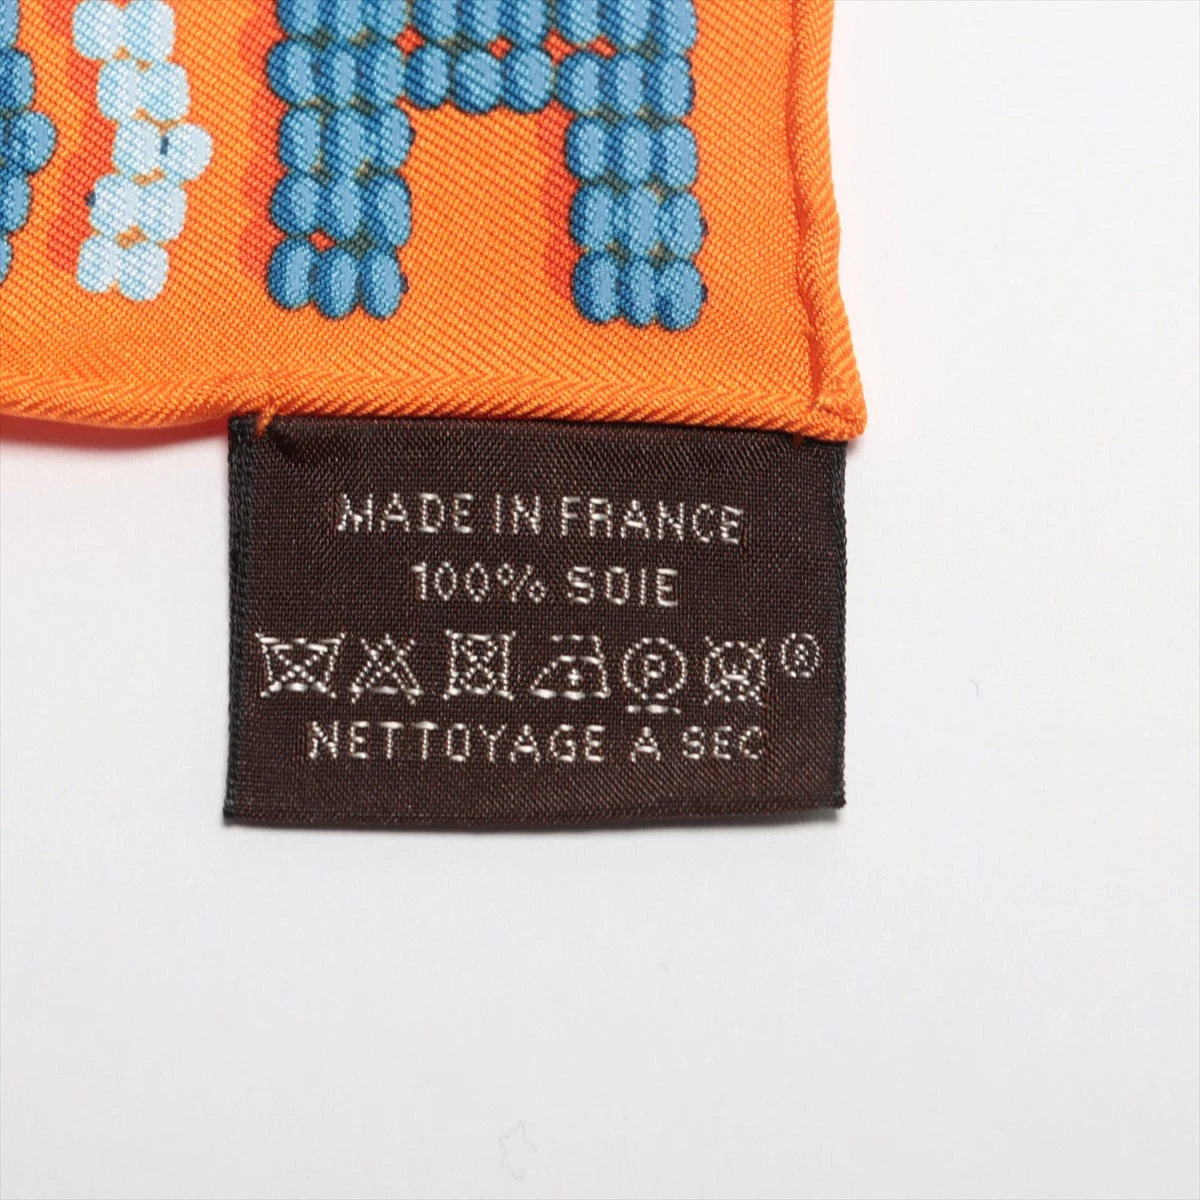 MADE IN FRANCE
100% SOIE
P ®
NETTOYAGE A SEC